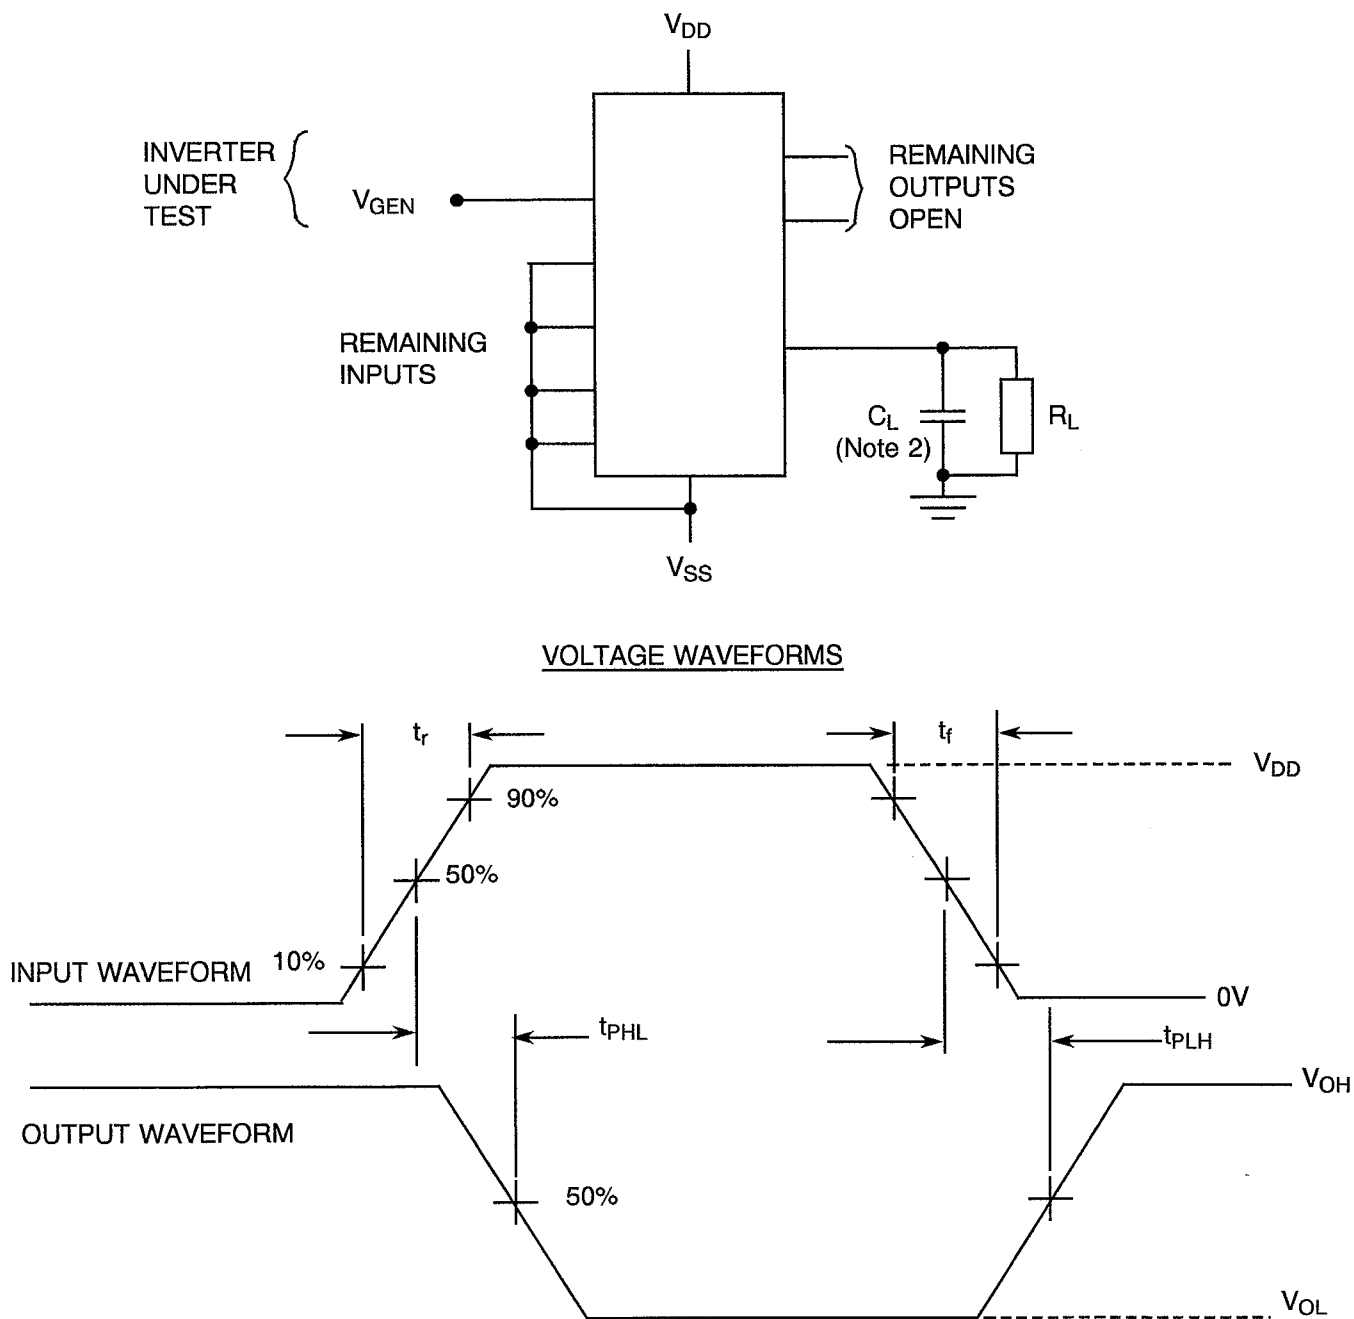 VDD
INVERTER
UNDER
TEST
VGEN
REMAINING
OUTPUTS
OPEN
REMAINING
INPUTS
CL
(Note 2)
RL
VSS
VOLTAGE WAVEFORMS
tr
tf
VDD
90%
50%
INPUT WAVEFORM 10%
0V
tPHL
tPLH
VOH
OUTPUT WAVEFORM
50%
VOL